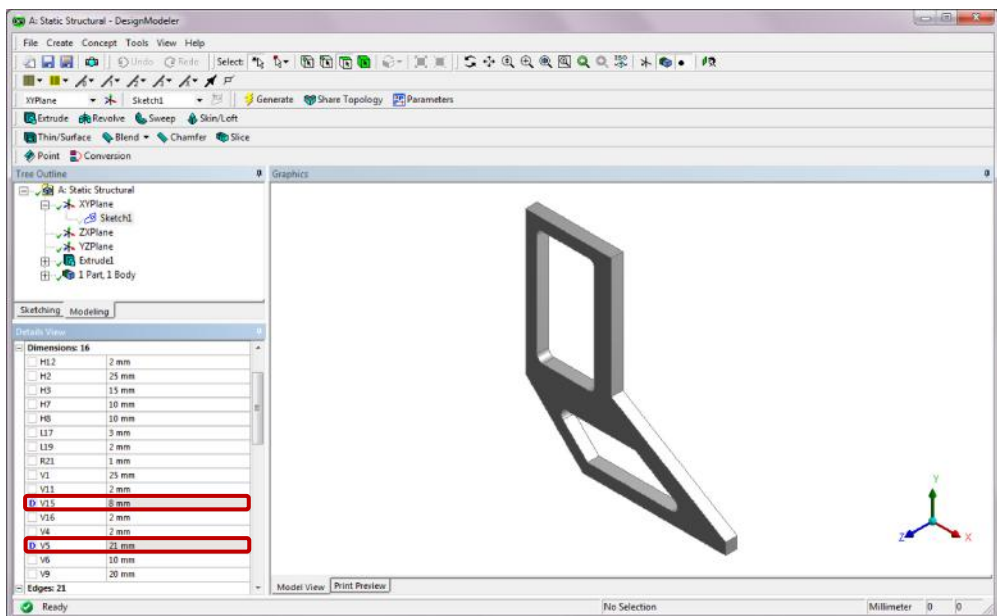 A: Static Structural - DesignModeler
File Create Concept Tools View Help
Undo Redo Select:
XYPlane Sketch1 Generate Share Topology Parameters
Extrude Revolve Sweep Skin/Loft
Thin/Surface Blend Chamfer Slice
Point Conversion
Tree Outline
A: Static Structural
XYPlane
Sketch1
ZXPlane
YZPlane
Extrude1
1 Part, 1 Body
Sketching Modeling
Details View
Dimensions: 16
H12 2 mm
H2 25 mm
H3 15 mm
H7 10 mm
H8 10 mm
L17 3 mm
L19 2 mm
R21 1 mm
V1 25 mm
V11 2 mm
D V15 8 mm
V16 2 mm
V4 2 mm
D V5 21 mm
V6 10 mm
V9 20 mm
Edges: 21
Graphics
Y
Z X
Model View Print Preview
Ready No Selection Millimeter 0 0